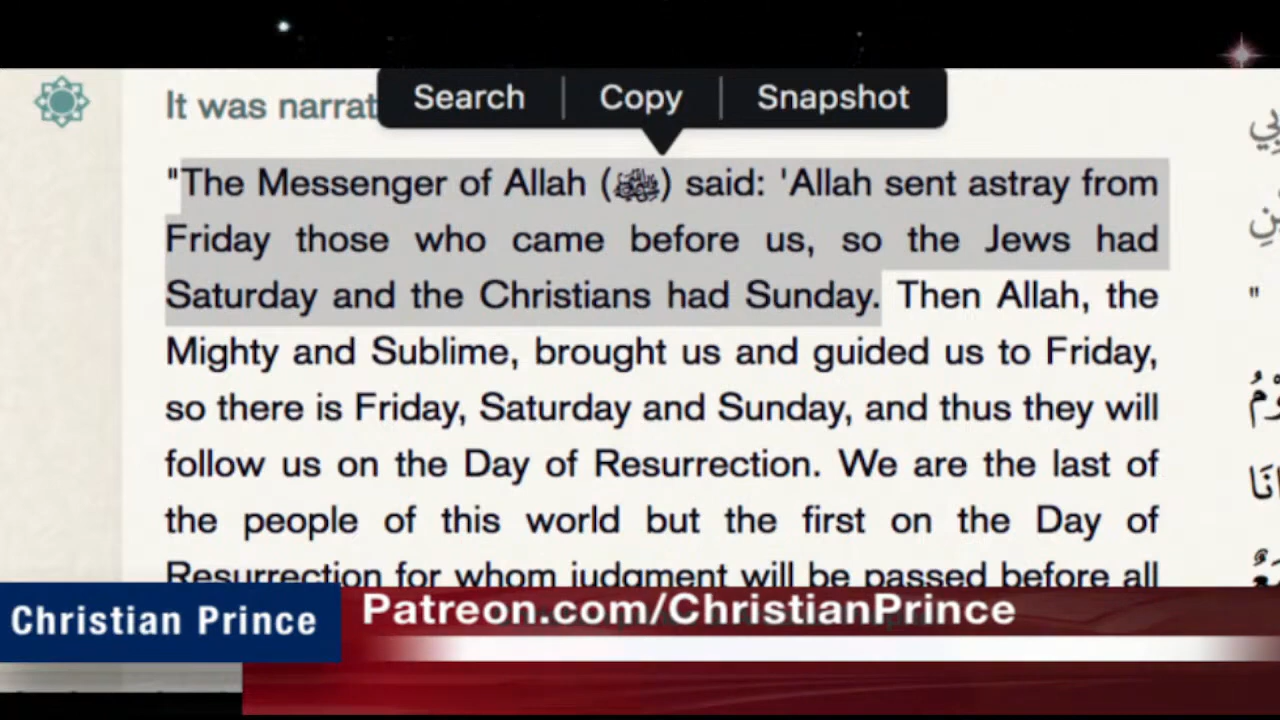 Search Copy Snapshot
It was narrat
"The Messenger of Allah (ﷺ) said: 'Allah sent astray from
Friday those who came before us, so the Jews had
Saturday and the Christians had Sunday. Then Allah, the
Mighty and Sublime, brought us and guided us to Friday,
so there is Friday, Saturday and Sunday, and thus they will
follow us on the Day of Resurrection. We are the last of
the people of this world but the first on the Day of
Resurrection for whom judgment will be passed before all
Christian Prince
Patreon.com/ChristianPrince